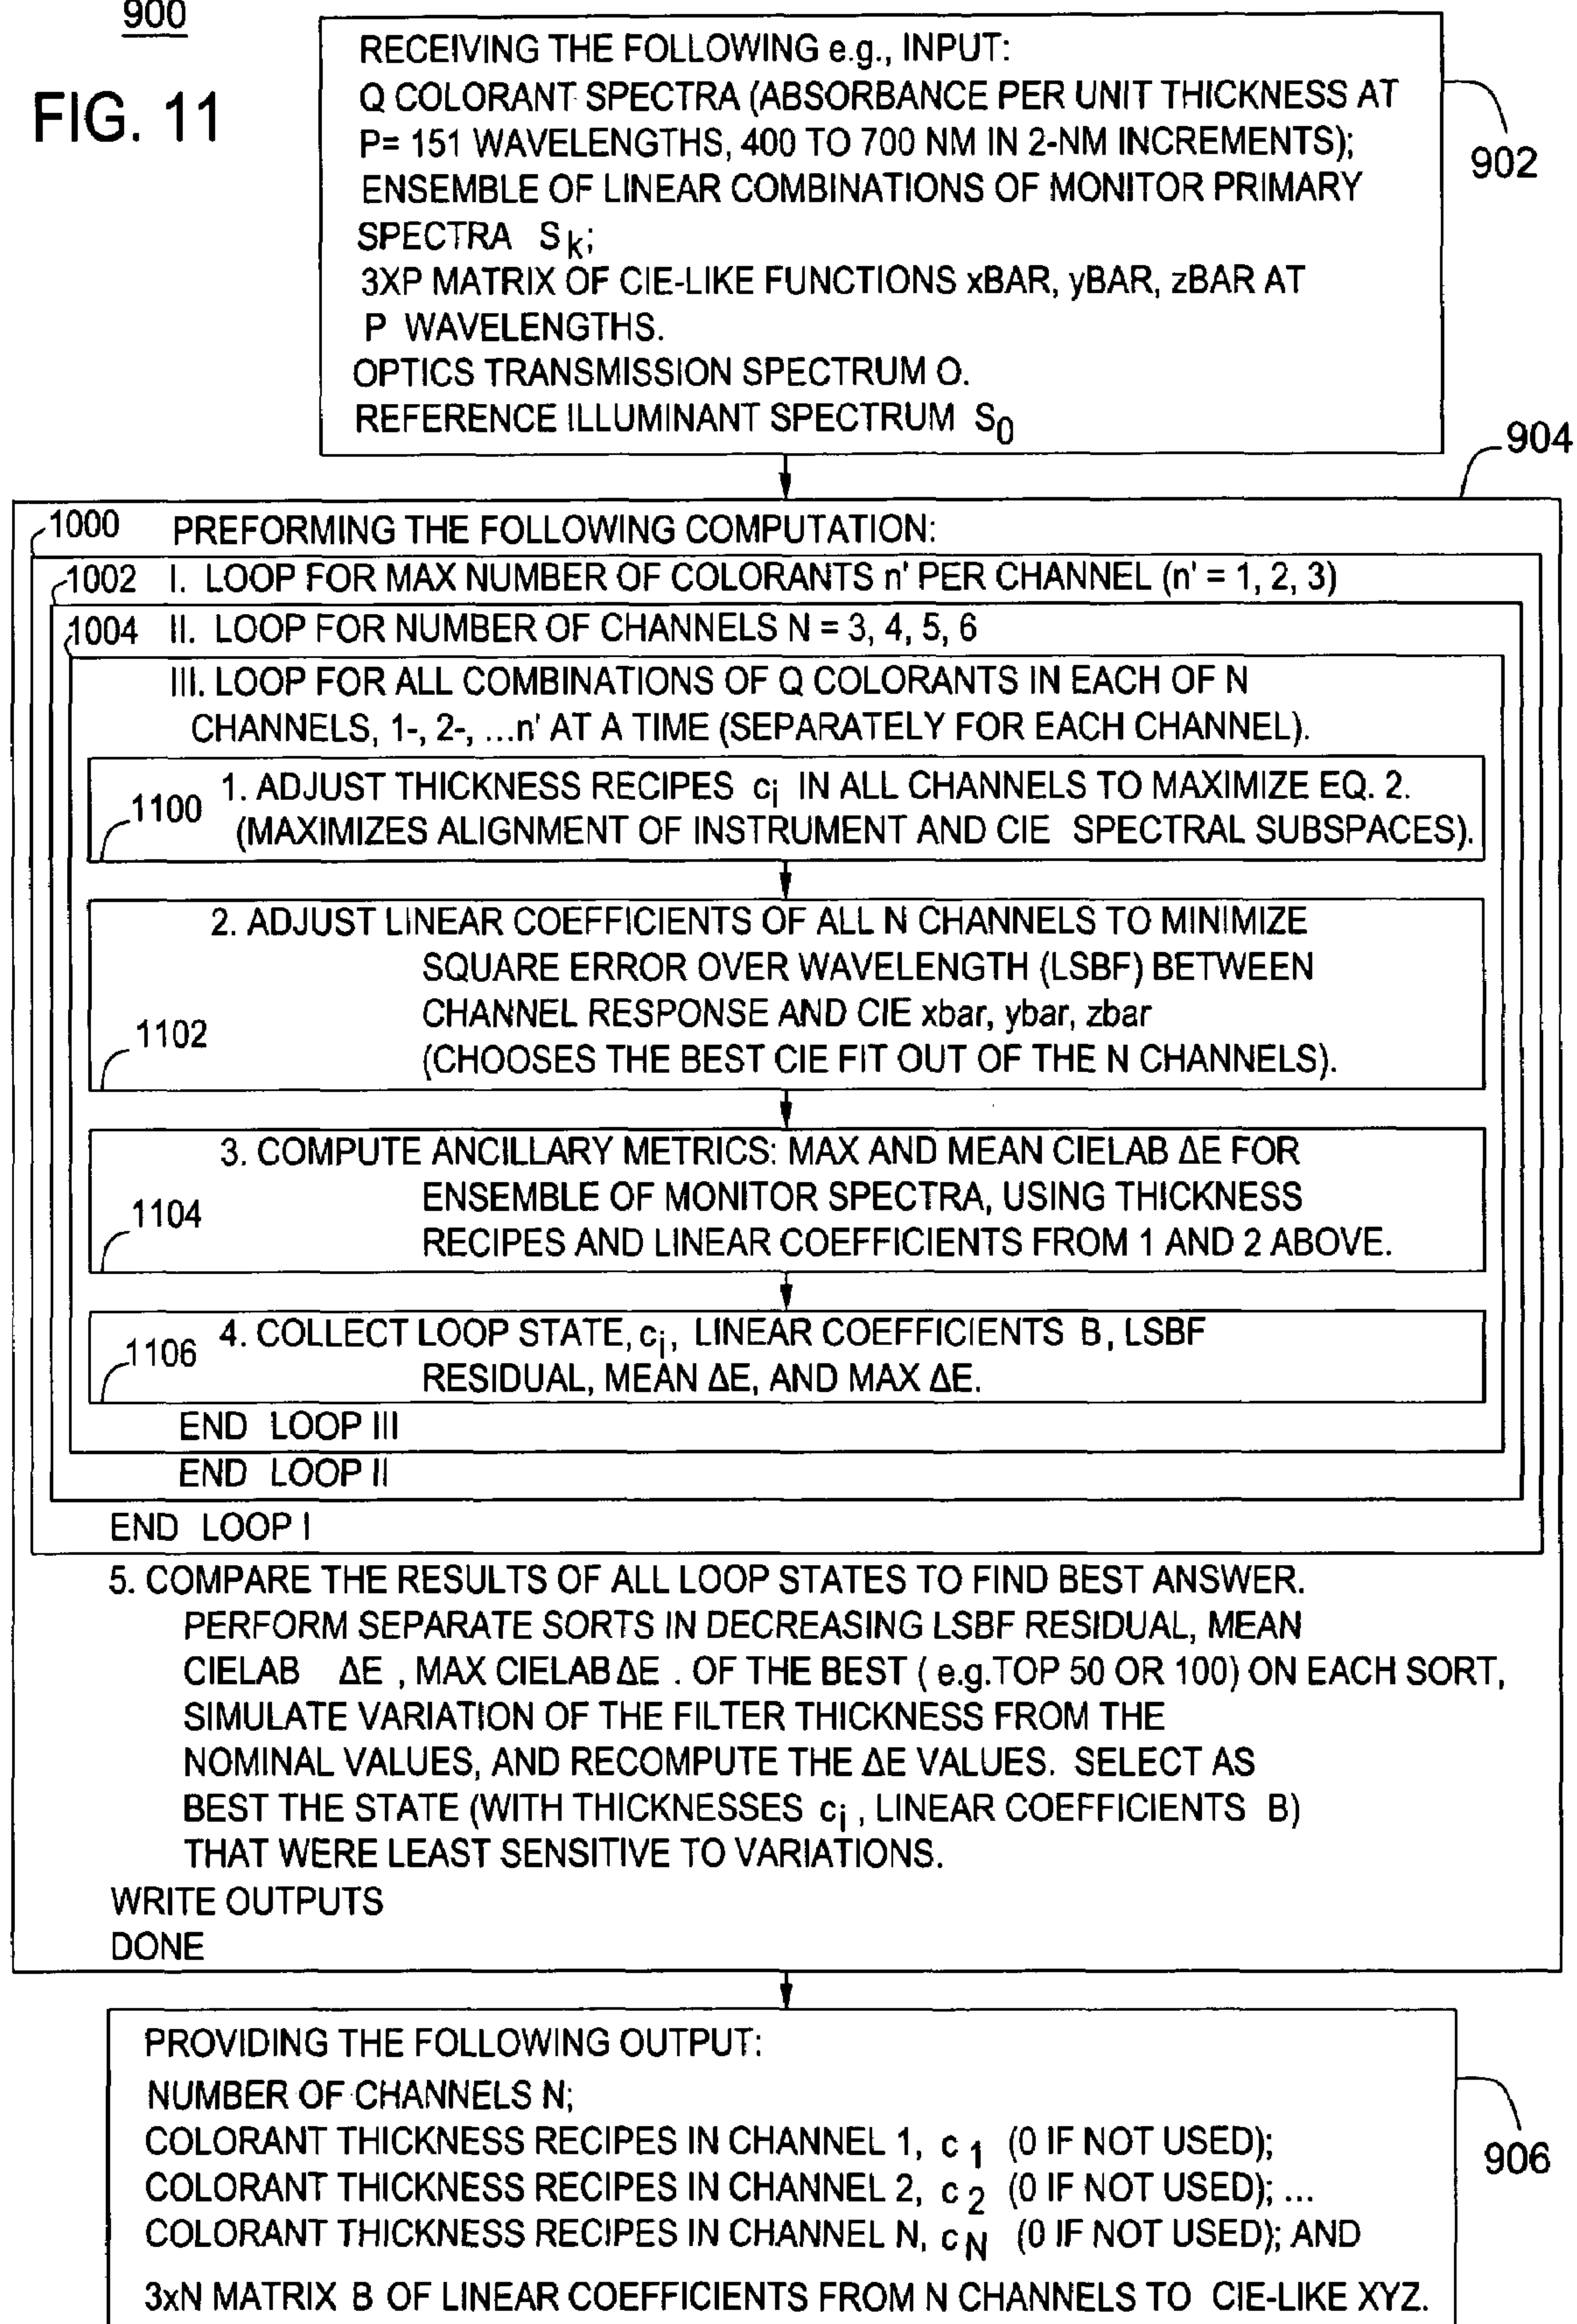 900
FIG. 11
RECEIVING THE FOLLOWING e.g., INPUT:
Q COLORANT SPECTRA (ABSORBANCE PER UNIT THICKNESS AT
P= 151 WAVELENGTHS, 400 TO 700 NM IN 2-NM INCREMENTS);
ENSEMBLE OF LINEAR COMBINATIONS OF MONITOR PRIMARY
SPECTRA Sk;
3XP MATRIX OF CIE-LIKE FUNCTIONS xBAR, yBAR, zBAR AT
P WAVELENGTHS.
OPTICS TRANSMISSION SPECTRUM O.
REFERENCE ILLUMINANT SPECTRUM S0
902
904
1000 PREFORMING THE FOLLOWING COMPUTATION:
1002 I. LOOP FOR MAX NUMBER OF COLORANTS n' PER CHANNEL (n' = 1, 2, 3)
1004 II. LOOP FOR NUMBER OF CHANNELS N = 3, 4, 5, 6
III. LOOP FOR ALL COMBINATIONS OF Q COLORANTS IN EACH OF N
CHANNELS, 1-, 2-, ...n' AT A TIME (SEPARATELY FOR EACH CHANNEL).
1100 1. ADJUST THICKNESS RECIPES ci IN ALL CHANNELS TO MAXIMIZE EQ. 2.
(MAXIMIZES ALIGNMENT OF INSTRUMENT AND CIE SPECTRAL SUBSPACES).
2. ADJUST LINEAR COEFFICIENTS OF ALL N CHANNELS TO MINIMIZE
SQUARE ERROR OVER WAVELENGTH (LSBF) BETWEEN
CHANNEL RESPONSE AND CIE xbar, ybar, zbar
1102
(CHOOSES THE BEST CIE FIT OUT OF THE N CHANNELS).
3. COMPUTE ANCILLARY METRICS: MAX AND MEAN CIELAB ΔE FOR
ENSEMBLE OF MONITOR SPECTRA, USING THICKNESS
1104
RECIPES AND LINEAR COEFFICIENTS FROM 1 AND 2 ABOVE.
1106 4. COLLECT LOOP STATE, ci, LINEAR COEFFICIENTS B, LSBF
RESIDUAL, MEAN ΔE, AND MAX ΔE.
END LOOP III
END LOOP II
END LOOP I
5. COMPARE THE RESULTS OF ALL LOOP STATES TO FIND BEST ANSWER.
PERFORM SEPARATE SORTS IN DECREASING LSBF RESIDUAL, MEAN
CIELAB ΔE , MAX CIELAB ΔE . OF THE BEST ( e.g.TOP 50 OR 100) ON EACH SORT,
SIMULATE VARIATION OF THE FILTER THICKNESS FROM THE
NOMINAL VALUES, AND RECOMPUTE THE ΔE VALUES. SELECT AS
BEST THE STATE (WITH THICKNESSES ci , LINEAR COEFFICIENTS B)
THAT WERE LEAST SENSITIVE TO VARIATIONS.
WRITE OUTPUTS
DONE
PROVIDING THE FOLLOWING OUTPUT:
NUMBER OF CHANNELS N;
COLORANT THICKNESS RECIPES IN CHANNEL 1, c1 (0 IF NOT USED);
COLORANT THICKNESS RECIPES IN CHANNEL 2, c2 (0 IF NOT USED); ...
COLORANT THICKNESS RECIPES IN CHANNEL N, cN (0 IF NOT USED); AND
3xN MATRIX B OF LINEAR COEFFICIENTS FROM N CHANNELS TO CIE-LIKE XYZ.
906